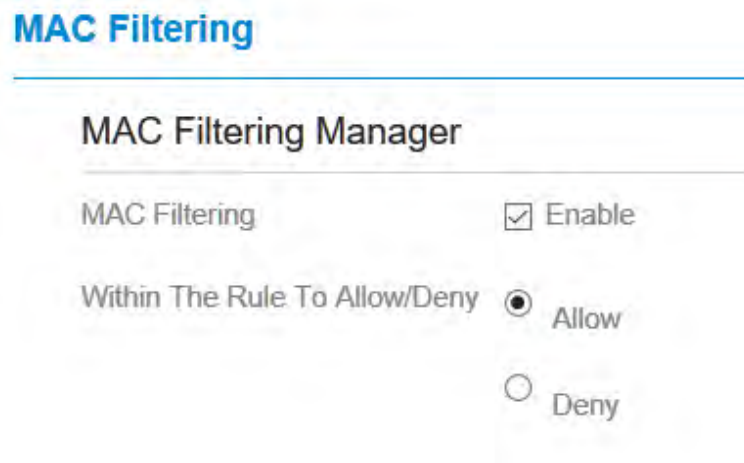 MAC Filtering
MAC Filtering Manager
MAC Filtering Enable
Within The Rule To Allow/Deny Allow
Deny